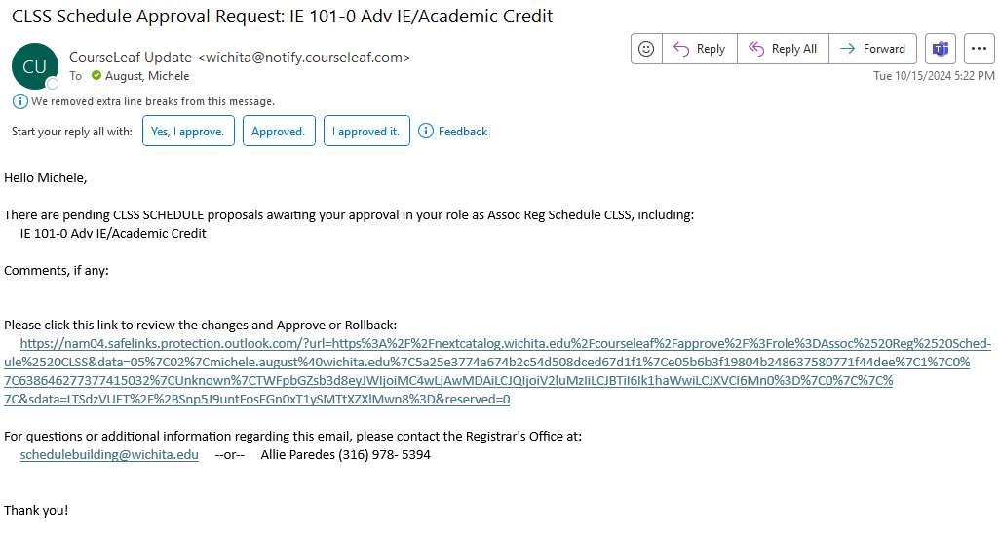 CLSS Schedule Approval Request: IE 101-0 Adv IE/Academic Credit
CU
CourseLeaf Update <wichita@notify.courseleaf.com>
To August, Michele
Reply
Reply All
Forward
Tue 10/15/2024 5:22 PM
We removed extra line breaks from this message.
Start your reply all with:
Yes, I approve.
Approved.
I approved it.
Feedback
Hello Michele,
There are pending CLSS SCHEDULE proposals awaiting your approval in your role as Assoc Reg Schedule CLSS, including:
IE 101-0 Adv IE/Academic Credit
Comments, if any:
Please click this link to review the changes and Approve or Rollback:
https://nam04.safelinks.protection.outlook.com/?url=https%3A%2F%2Fnextcatalog.wichita.edu%2Fcourseleaf%2Fapprove%2F%3Frole%3DAssoc%2520Reg%2520Sched-
ule%2520CLSS&data=05%7C02%7Cmichele.august%40wichita.edu%7C5a25e3774a674b2c54d508dced67d1f1%7Ce05b6b3f19804b248637580771f44dee%7C1%7C0%
7C638646277377415032%7CUnknown%7CTWFpbGZsb3d8eyJWIjoiMC4wLjAwMDAiLCJQIjoiV2luMzIiLCJBTiI6Ik1haWwiLCJXVCI6Mn0%3D%7C0%7C%7C%
7C&sdata=LTSdzVUET%2F%2BSnp5J9untFosEGn0xT1ySMTtXZXlMwn8%3D&reserved=0
For questions or additional information regarding this email, please contact the Registrar's Office at:
schedulebuilding@wichita.edu --or-- Allie Paredes (316) 978- 5394
Thank you!